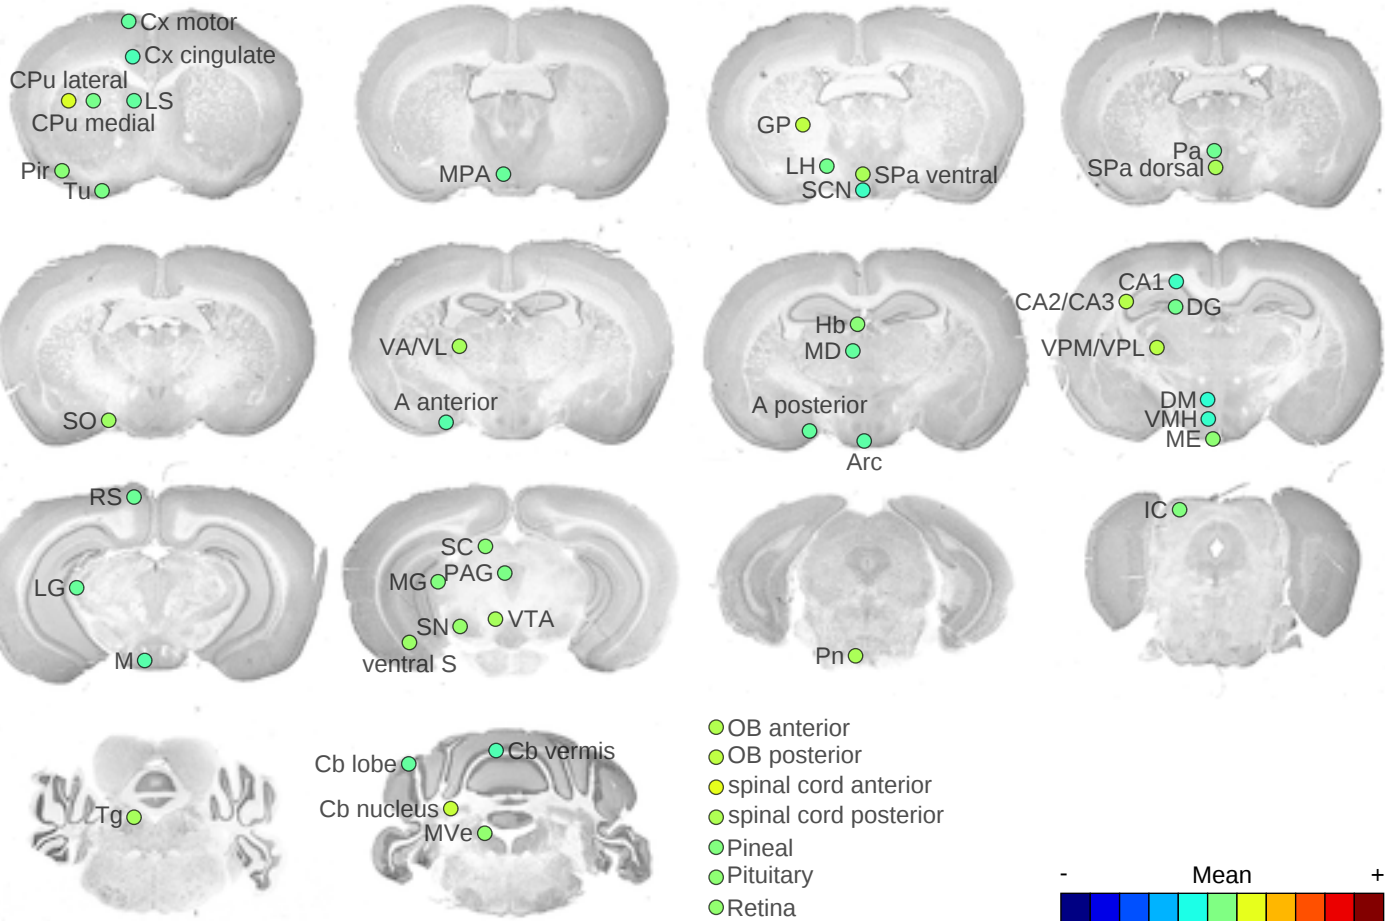 Cx motor
Cx cingulate
CPu lateral
LS
CPu medial
Pir
Tu
MPA
GP
LH
SPa ventral
SCN
Pa
SPa dorsal
SO
VA/VL
A anterior
Hb
MD
A posterior
Arc
CA1
CA2/CA3
DG
VPM/VPL
DM
VMH
ME
RS
LG
M
SC
MG
PAG
SN
VTA
ventral S
Pn
IC
Tg
Cb lobe
Cb vermis
Cb nucleus
MVe
OB anterior
OB posterior
spinal cord anterior
spinal cord posterior
Pineal
Pituitary
Retina
- Mean +